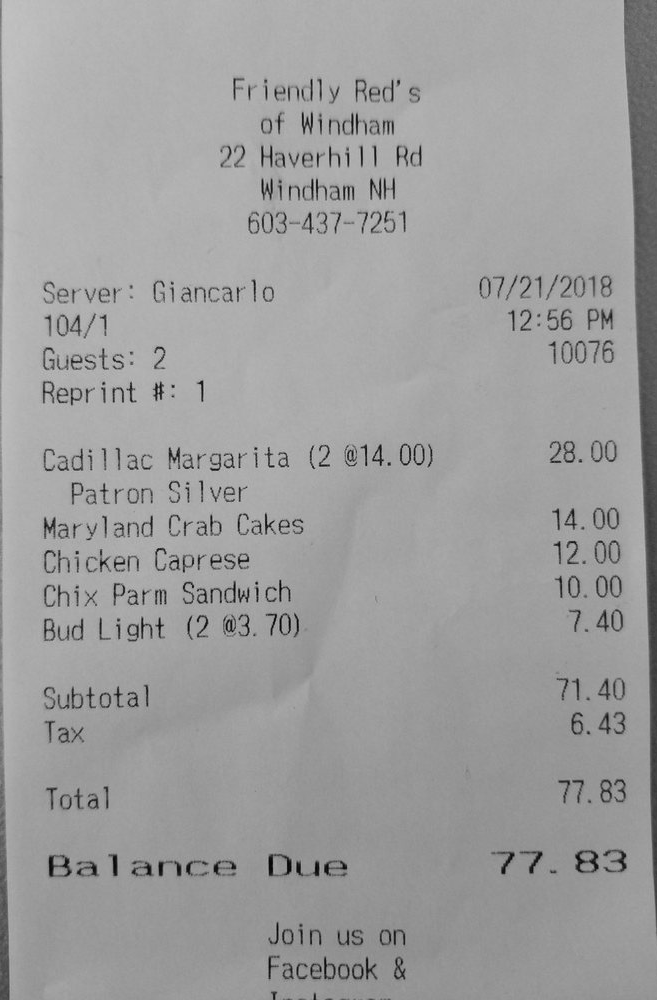 Friendly Red's
of Windham
22 Haverhill Rd
Windham NH
603-437-7251
Server: Giancarlo 07/21/2018
104/1 12:56 PM
Guests: 2 10076
Reprint #: 1
Cadillac Margarita (2 @14.00) 28.00
Patron Silver
Maryland Crab Cakes 14.00
Chicken Caprese 12.00
Chix Parm Sandwich 10.00
Bud Light (2 @3.70) 7.40
Subtotal 71.40
Tax 6.43
Total 77.83
Balance Due 77.83
Join us on
Facebook &